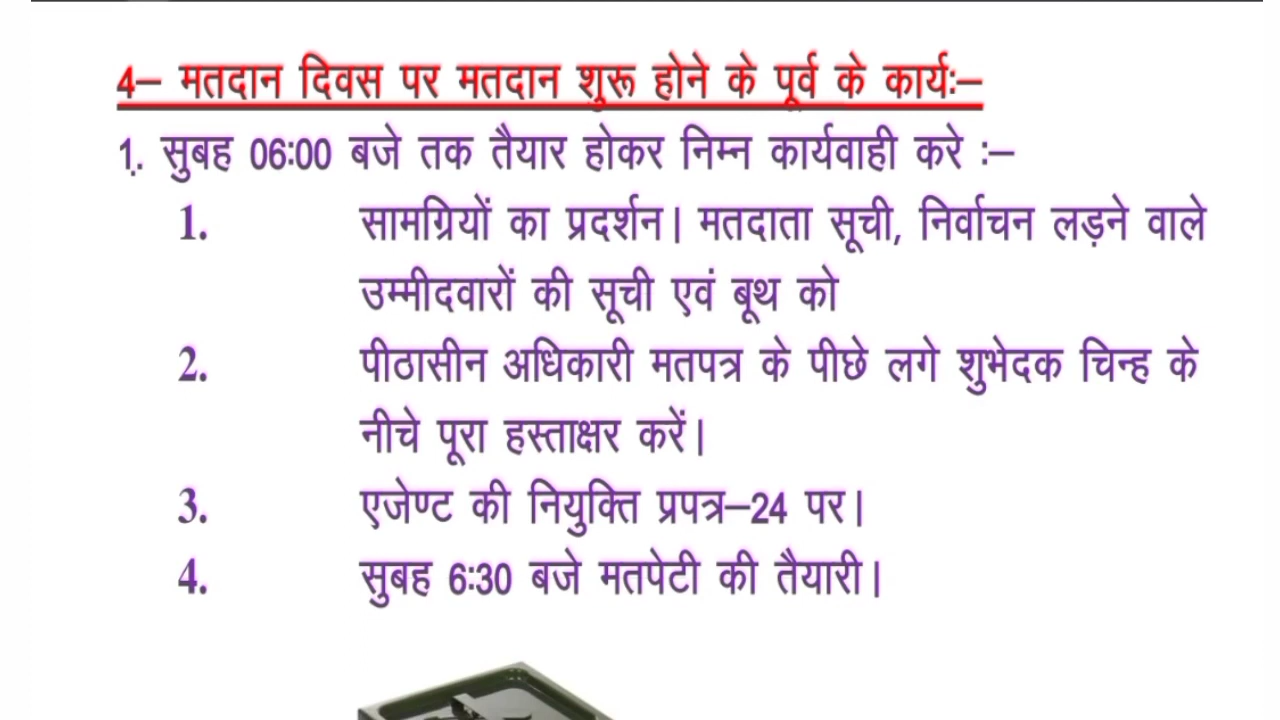 4– मतदान दिवस पर मतदान शुरू होने के पूर्व के कार्यः–
1. सुबह 06:00 बजे तक तैयार होकर निम्न कार्यवाही करे :–
1. सामग्रियों का प्रदर्शन। मतदाता सूची, निर्वाचन लड़ने वाले
उम्मीदवारों की सूची एवं बूथ को
2. पीठासीन अधिकारी मतपत्र के पीछे लगे शुभेदक चिन्ह के
नीचे पूरा हस्ताक्षर करें।
3. एजेण्ट की नियुक्ति प्रपत्र–24 पर।
4. सुबह 6:30 बजे मतपेटी की तैयारी।